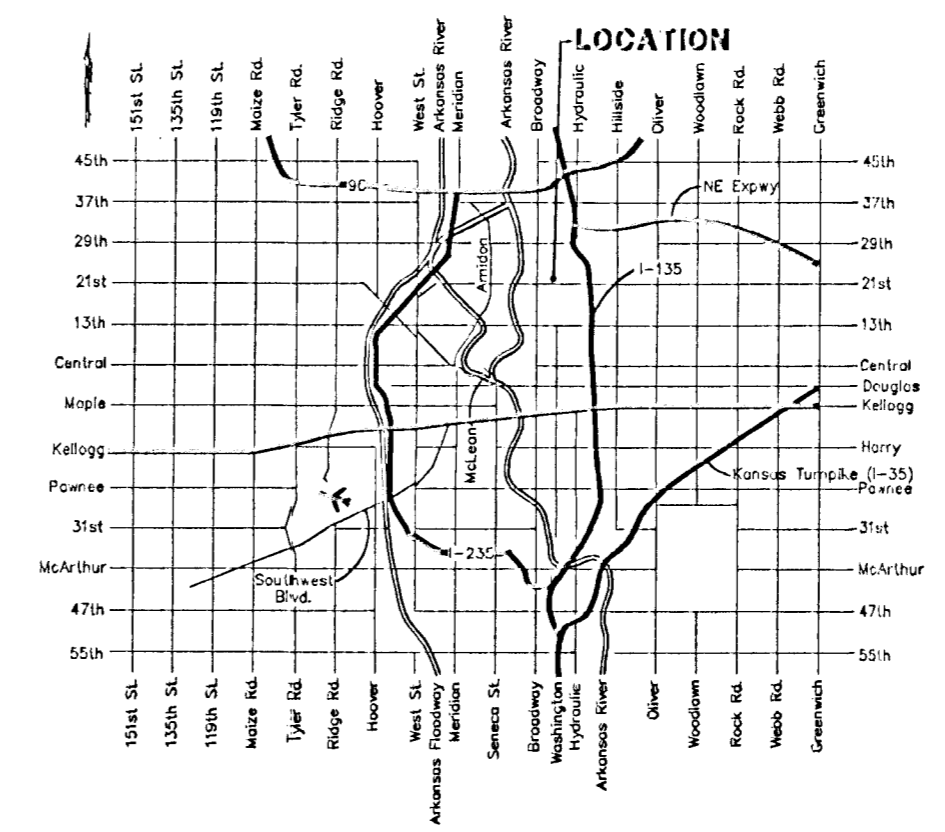 LOCATION
151st St.
135th St.
119th St.
Maize Rd.
Tyler Rd.
Ridge Rd.
Hoover
West St.
Arkansas River
Meridian
Arkansas River
Broadway
Hydraulic
Hillside
Oliver
Woodlawn
Rock Rd.
Webb Rd.
Greenwich
45th
37th
29th
21st
13th
Central
Maple
Kellogg
Pawnee
31st
McArthur
47th
55th
45th
37th
29th
21st
13th
Central
Douglas
Kellogg
Harry
Pawnee
31st
McArthur
47th
55th
96
NE Expwy
Amidon
I-135
McLean
Kansas Turnpike (I-35)
I-235
Southwest
Blvd.
151st St.
135th St.
119th St.
Maize Rd.
Tyler Rd.
Ridge Rd.
Hoover
West St.
Arkansas Floodway
Meridian
Seneca St.
Broadway
Washington
Hydraulic
Arkansas River
Oliver
Woodlawn
Rock Rd.
Webb Rd.
Greenwich